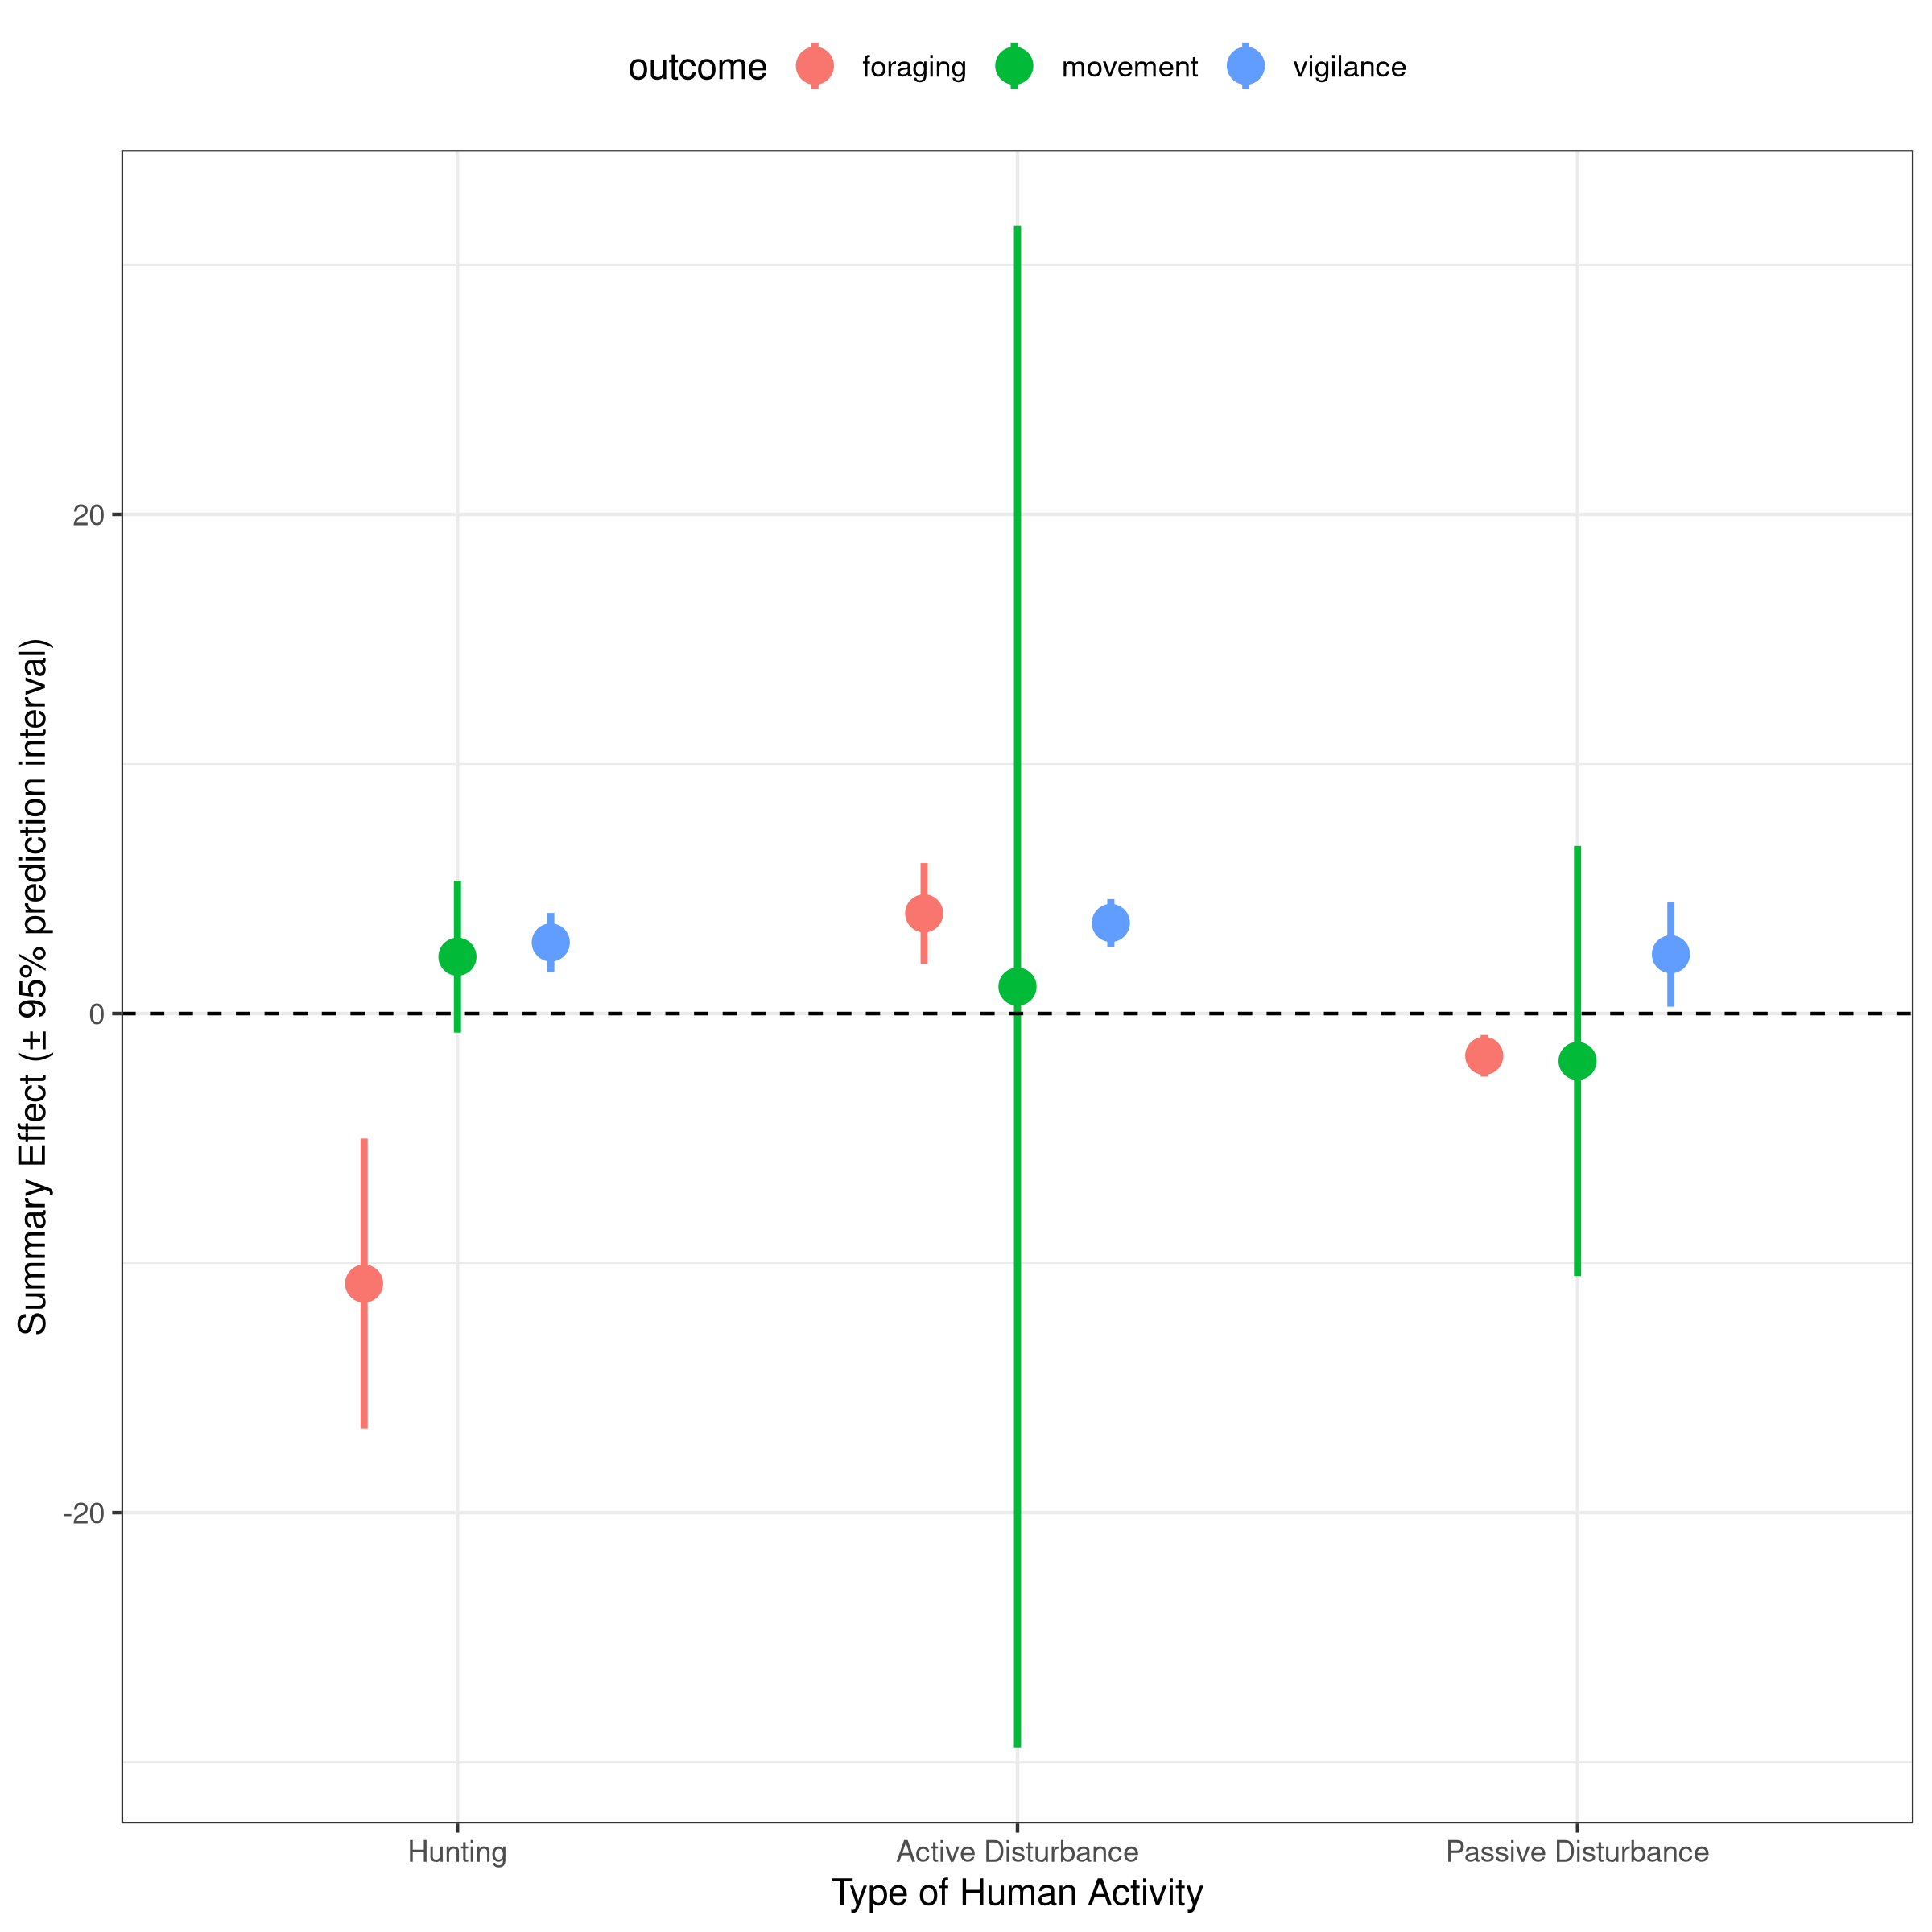 outcome foraging movement vigilance
Summary Effect (± 95% prediction interval)
20
0
-20
Hunting Active Disturbance Passive Disturbance
Type of Human Activity